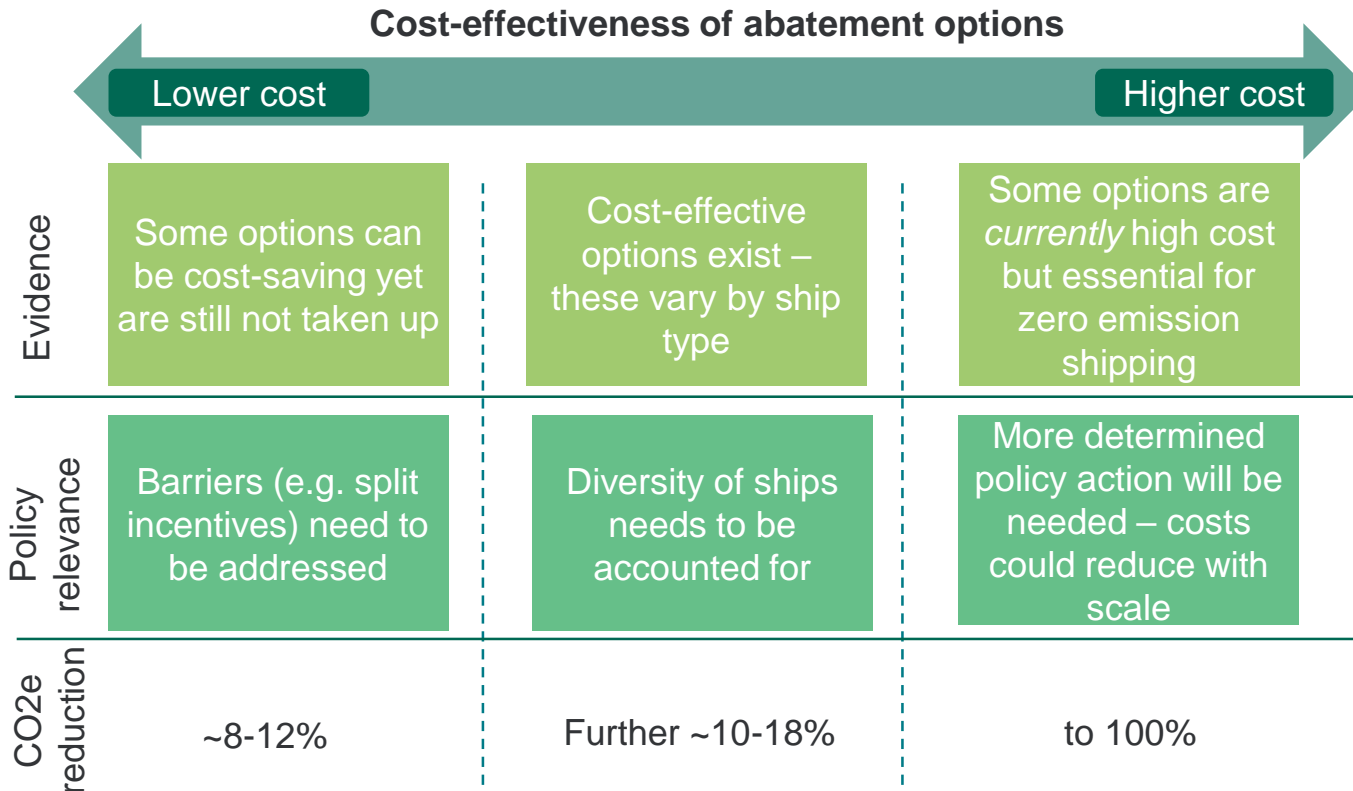 Cost-effectiveness of abatement options
Lower cost
Higher cost
Evidence
Some options can
be cost-saving yet
are still not taken up
Cost-effective
options exist –
these vary by ship
type
Some options are
currently high cost
but essential for
zero emission
shipping
Policy
relevance
Barriers (e.g. split
incentives) need to
be addressed
Diversity of ships
needs to be
accounted for
More determined
policy action will be
needed – costs
could reduce with
scale
CO2e
reduction
~8-12%
Further ~10-18%
to 100%